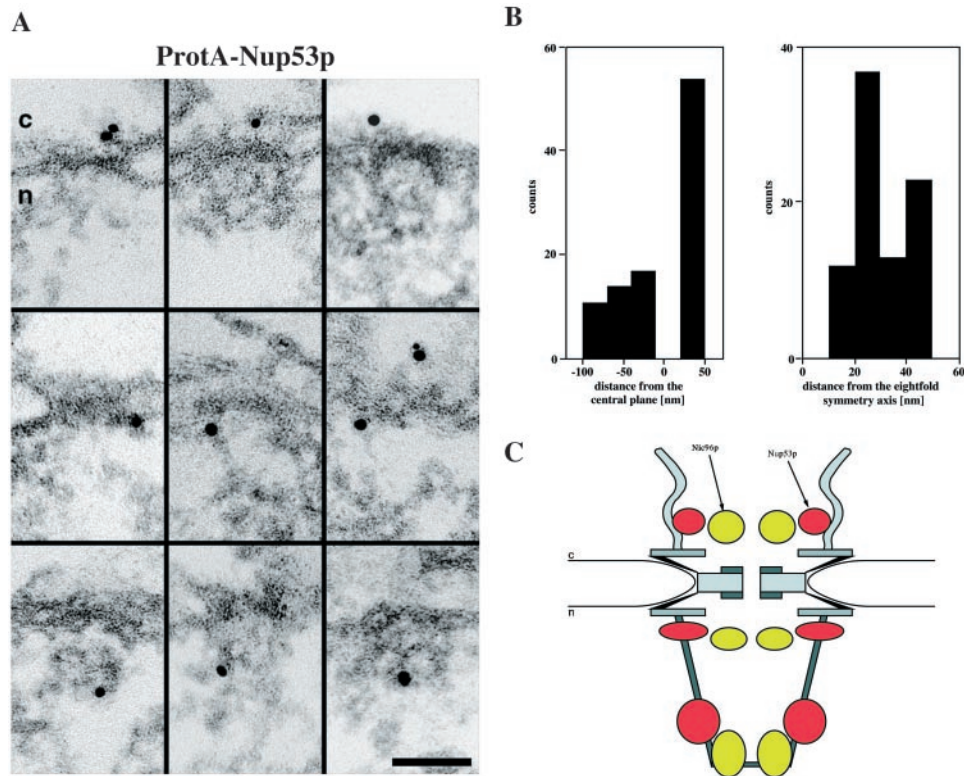 A
ProtA-Nup53p
c
n
B
60
40
20
0
counts
-100
-50
0
50
distance from the
central plane [nm]
40
20
0
counts
0
20
40
60
distance from the eightfold
symmetry axis [nm]
C
Nic96p
Nup53p
c
n